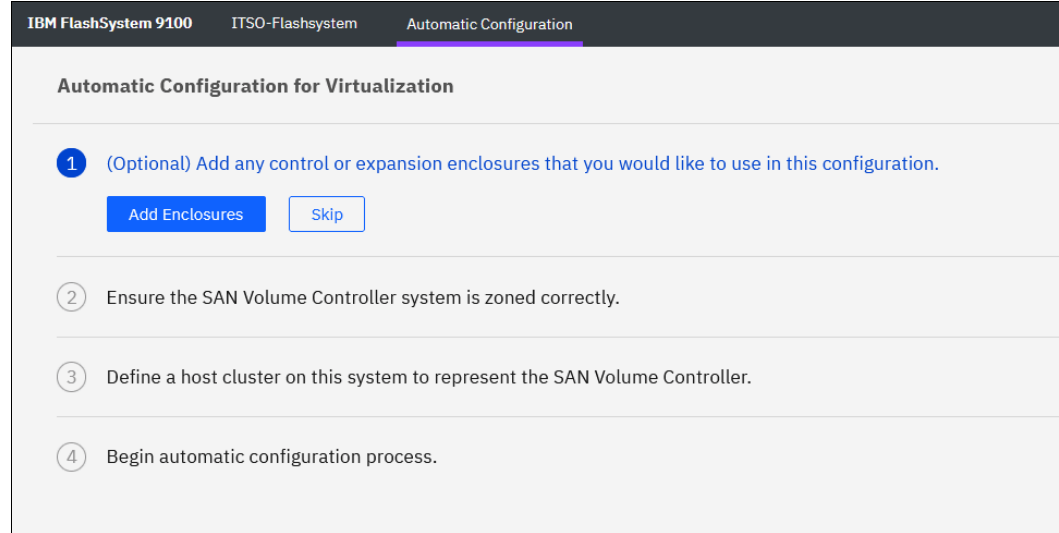 IBM FlashSystem 9100 ITSO-Flashsystem Automatic Configuration
Automatic Configuration for Virtualization
1 (Optional) Add any control or expansion enclosures that you would like to use in this configuration.
Add Enclosures Skip
2 Ensure the SAN Volume Controller system is zoned correctly.
3 Define a host cluster on this system to represent the SAN Volume Controller.
4 Begin automatic configuration process.